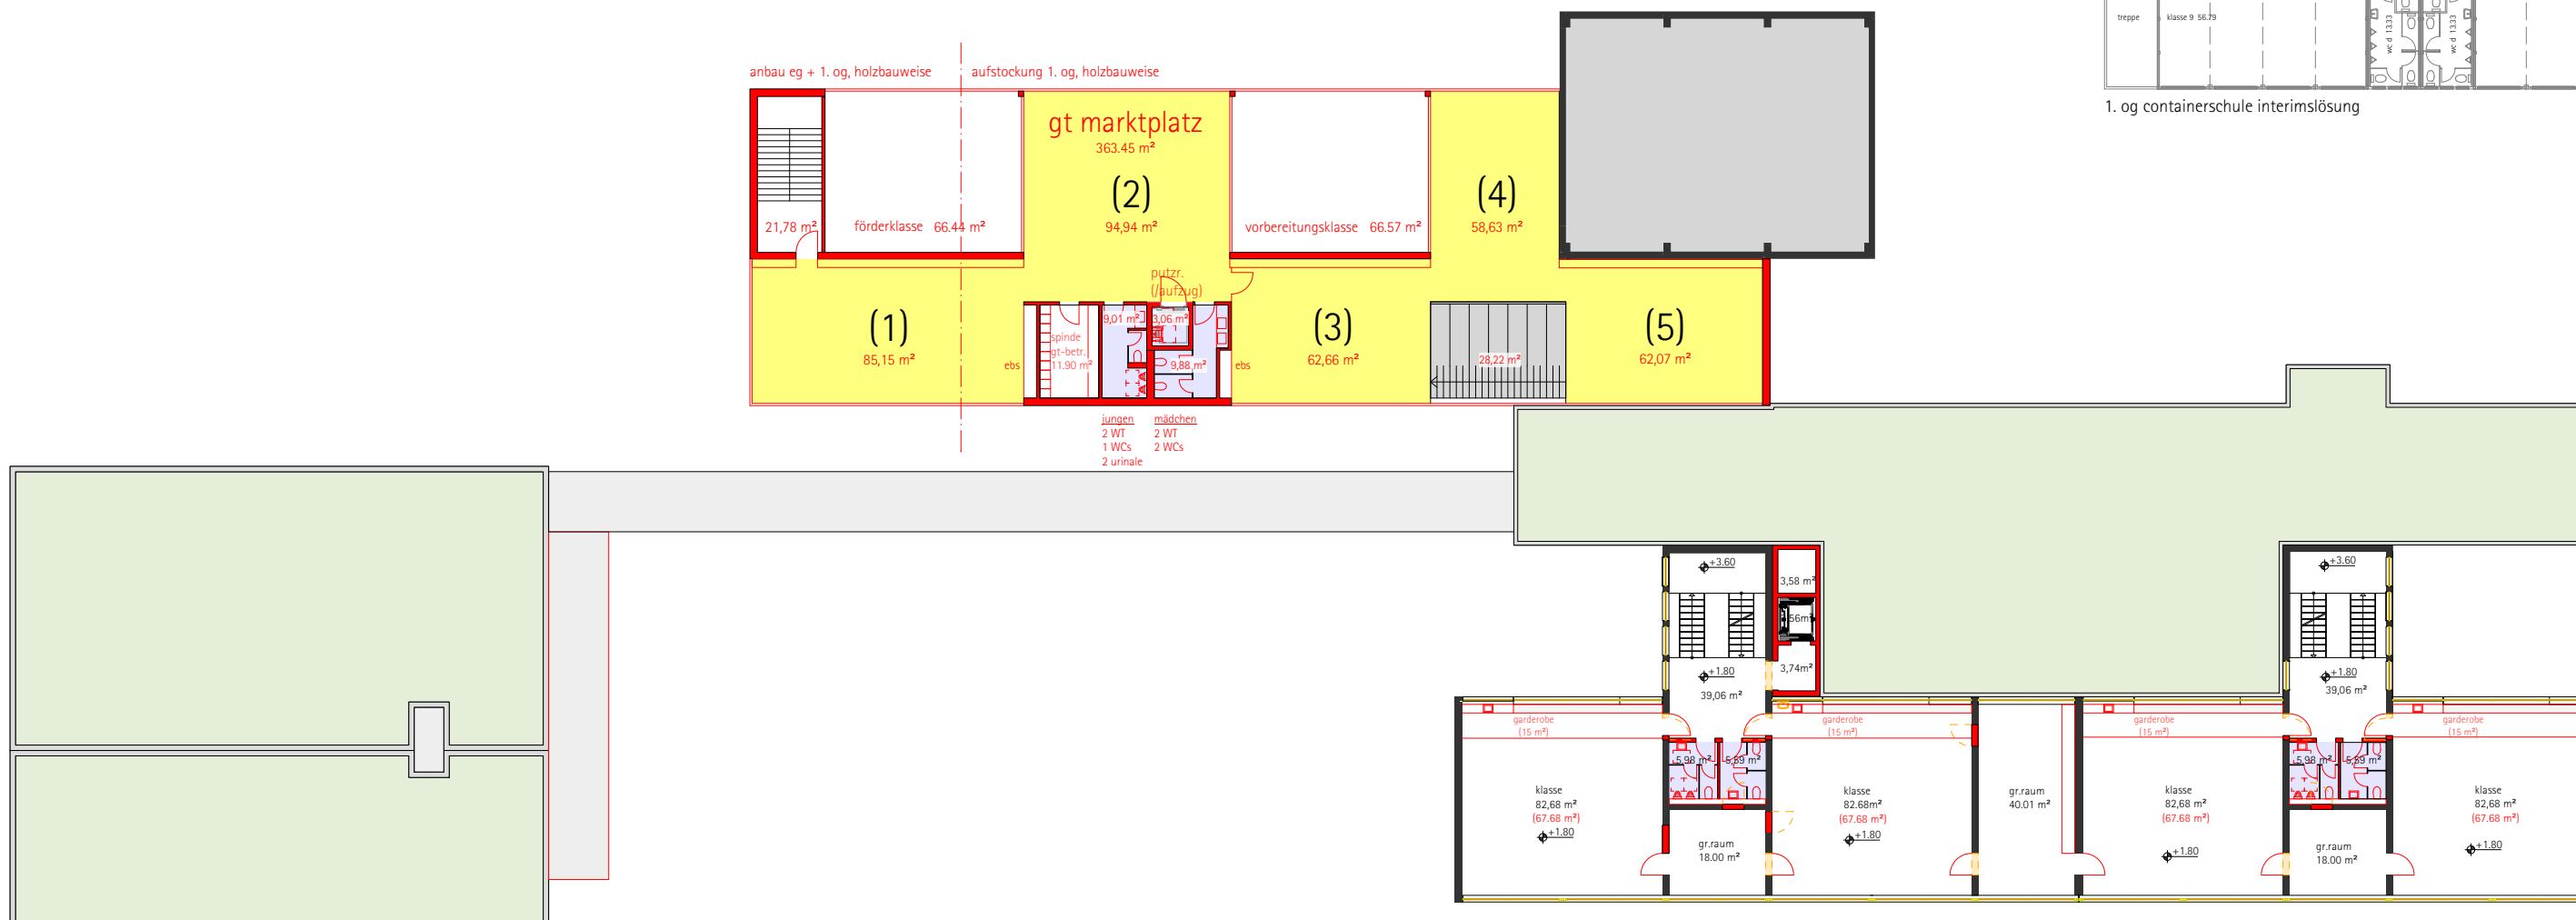 treppe
klasse 9  56.79
wc d  13.33
wc d  13.33
1. og containerschule interimslösung
anbau eg + 1. og, holzbauweise
aufstockung 1. og, holzbauweise
gt marktplatz
363.45 m²
(2)
94,94 m²
(4)
58,63 m²
21,78 m²
förderklasse   66.44 m²
vorbereitungsklasse   66.57 m²
putzr.
(/aufzug)
(1)
85,15 m²
ebs
spinde
gt-betr.
11.90 m²
9,01 m²
3,06 m²
9,88 m²
ebs
(3)
62,66 m²
28,22 m²
(5)
62,07 m²
jungen
2 WT
1 WCs
2 urinale
mädchen
2 WT
2 WCs
+3.60
3,58 m²
56m²
3,74m²
+1.80
39,06 m²
+3.60
+1.80
39,06 m²
garderobe
(15 m²)
garderobe
(15 m²)
garderobe
(15 m²)
garderobe
(15 m²)
5,98 m²
5,59 m²
5,98 m²
5,59 m²
klasse
82,68 m²
(67.68 m²)
+1.80
gr.raum
18.00 m²
klasse
82.68m²
(67.68 m²)
+1.80
gr.raum
40.01 m²
klasse
82,68 m²
(67.68 m²)
+1.80
gr.raum
18.00 m²
klasse
82,68 m²
(67.68 m²)
+1.80